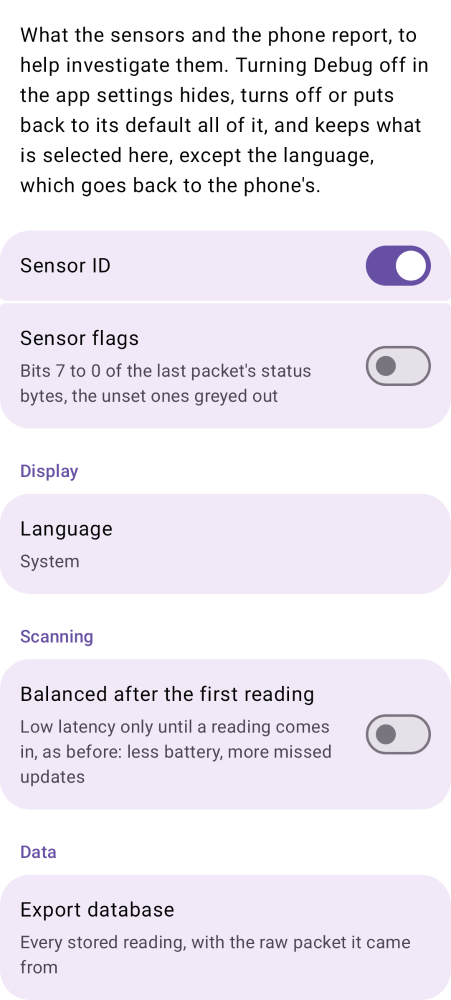 What the sensors and the phone report, to
help investigate them. Turning Debug off in
the app settings hides, turns off or puts
back to its default all of it, and keeps what
is selected here, except the language,
which goes back to the phone's.
Sensor ID
Sensor flags
Bits 7 to 0 of the last packet's status
bytes, the unset ones greyed out
Display
Language
System
Scanning
Balanced after the first reading
Low latency only until a reading comes
in, as before: less battery, more missed
updates
Data
Export database
Every stored reading, with the raw packet it came
from